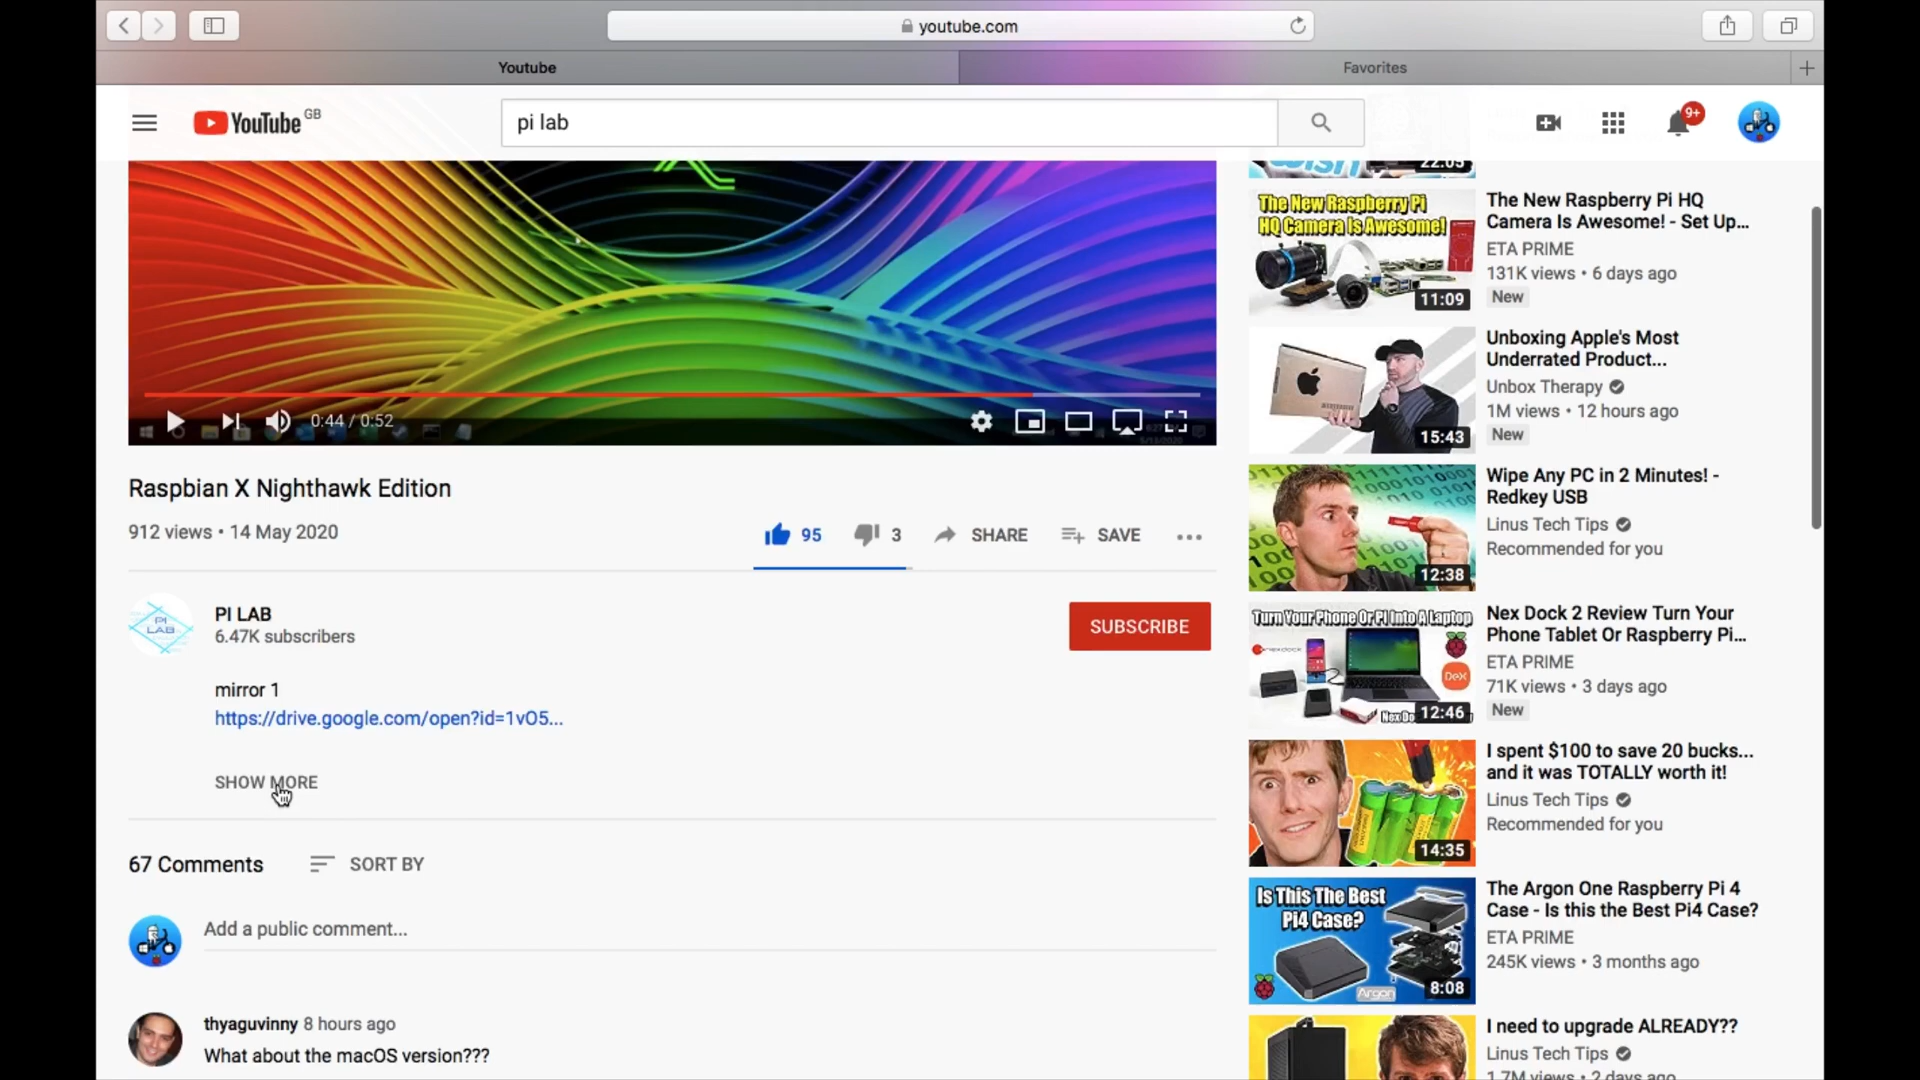 youtube.com
Youtube
Favorites
YouTube GB
pi lab
9+
0:44 / 0:52
Raspbian X Nighthawk Edition
912 views • 14 May 2020
95
3
SHARE
SAVE
PI LAB
6.47K subscribers
SUBSCRIBE
mirror 1
https://drive.google.com/open?id=1vO5...
SHOW MORE
67 Comments
SORT BY
Add a public comment...
thyaguvinny 8 hours ago
What about the macOS version???
22:05
The New Raspberry Pi
HQ Camera Is Awesome!
11:09
The New Raspberry Pi HQ
Camera Is Awesome! - Set Up...
ETA PRIME
131K views • 6 days ago
New
15:43
Unboxing Apple's Most
Underrated Product...
Unbox Therapy
1M views • 12 hours ago
New
12:38
Wipe Any PC in 2 Minutes! -
Redkey USB
Linus Tech Tips
Recommended for you
Turn Your Phone Or Pi Into A Laptop
DeX
12:46
Nex Dock 2 Review Turn Your
Phone Tablet Or Raspberry Pi...
ETA PRIME
71K views • 3 days ago
New
14:35
I spent $100 to save 20 bucks...
and it was TOTALLY worth it!
Linus Tech Tips
Recommended for you
Is This The Best
Pi4 Case?
Argon
8:08
The Argon One Raspberry Pi 4
Case - Is this the Best Pi4 Case?
ETA PRIME
245K views • 3 months ago
I need to upgrade ALREADY??
Linus Tech Tips
1.7M views • 2 days ago